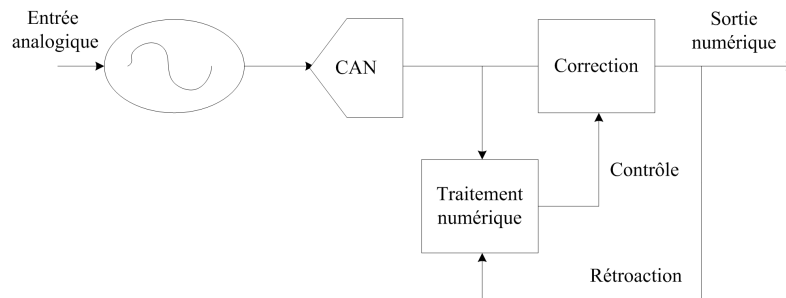 Entrée
analogique
CAN
Correction
Sortie
numérique
Contrôle
Traitement
numérique
Rétroaction